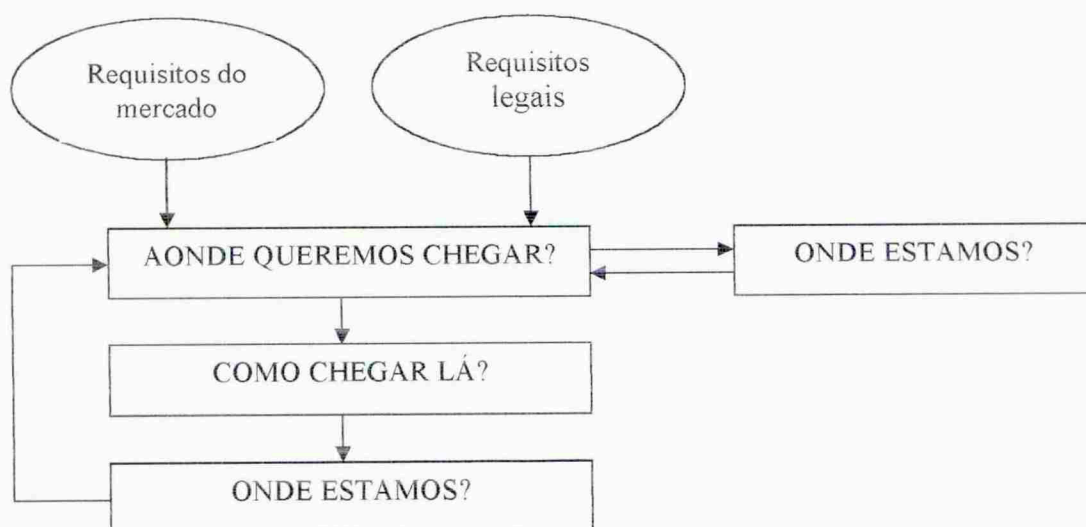 Requisitos do
mercado
Requisitos
legais
AONDE QUEREMOS CHEGAR?
ONDE ESTAMOS?
COMO CHEGAR LÁ?
ONDE ESTAMOS?